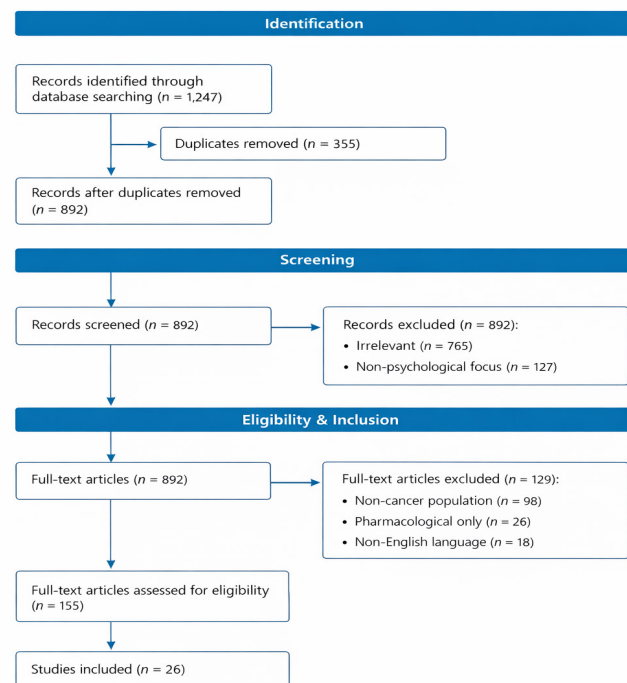 Identification
Records identified through
database searching (n = 1,247)
Duplicates removed (n = 355)
Records after duplicates removed
(n = 892)
Screening
Records screened (n = 892)
Records excluded (n = 892):
• Irrelevant (n = 765)
• Non-psychological focus (n = 127)
Eligibility & Inclusion
Full-text articles (n = 892)
Full-text articles excluded (n = 129):
• Non-cancer population (n = 98)
• Pharmacological only (n = 26)
• Non-English language (n = 18)
Full-text articles assessed for eligibility
(n = 155)
Studies included (n = 26)